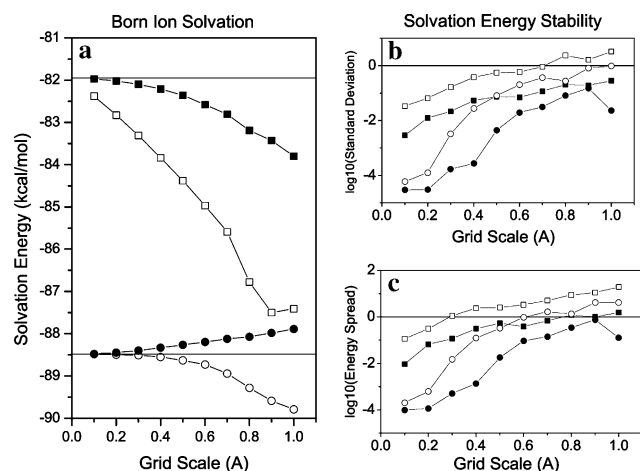 Born Ion Solvation
a
-81
-82
-83
-84
-85
-86
-87
-88
-89
-90
Solvation Energy (kcal/mol)
0.0 0.2 0.4 0.6 0.8 1.0
Grid Scale (A)
Solvation Energy Stability
b
0
-2
-4
log10(Standard Deviation)
0.0 0.2 0.4 0.6 0.8 1.0
Grid Scale (A)
c
2
0
-2
-4
log10(Energy Spread)
0.0 0.2 0.4 0.6 0.8 1.0
Grid Scale (A)